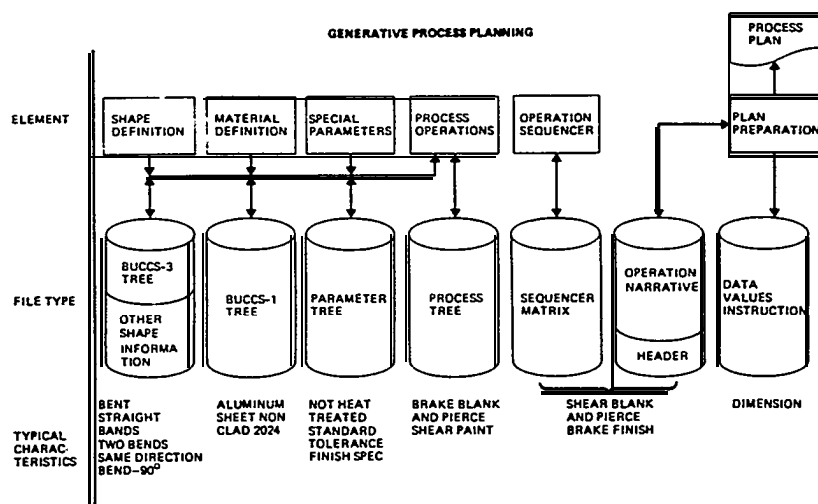 GENERATIVE PROCESS PLANNING
PROCESS
PLAN
ELEMENT
SHAPE
DEFINITION
MATERIAL
DEFINITION
SPECIAL
PARAMETERS
PROCESS
OPERATIONS
OPERATION
SEQUENCER
PLAN
PREPARATION
FILE TYPE
BUCCS-3
TREE
OTHER
SHAPE
INFORMA
TION
BUCCS-1
TREE
PARAMETER
TREE
PROCESS
TREE
SEQUENCER
MATRIX
OPERATION
NARRATIVE
HEADER
DATA
VALUES
INSTRUCTION
TYPICAL
CHARAC-
TERISTICS
BENT
STRAIGHT
BANDS
TWO BENDS
SAME DIRECTION
BEND-90°
ALUMINUM
SHEET NON
CLAD 2024
NOT HEAT
TREATED
STANDARD
TOLERANCE
FINISH SPEC
BRAKE BLANK
AND PIERCE
SHEAR PAINT
SHEAR BLANK
AND PIERCE
BRAKE FINISH
DIMENSION